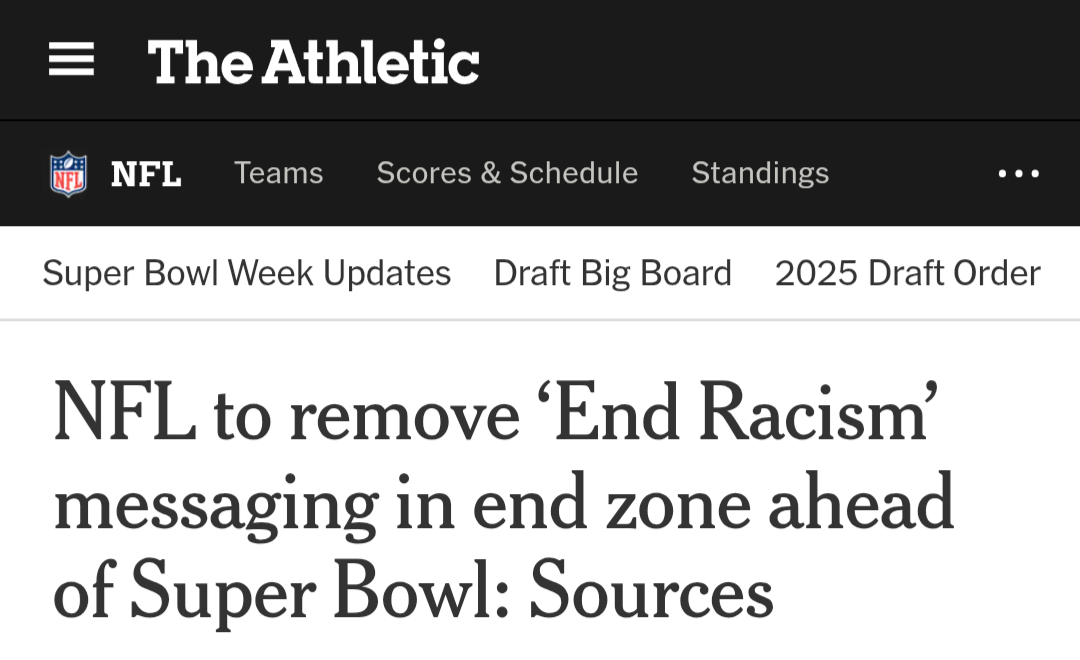 The Athletic
NFL NFL Teams Scores & Schedule Standings
Super Bowl Week Updates Draft Big Board 2025 Draft Order
NFL to remove ‘End Racism’
messaging in end zone ahead
of Super Bowl: Sources